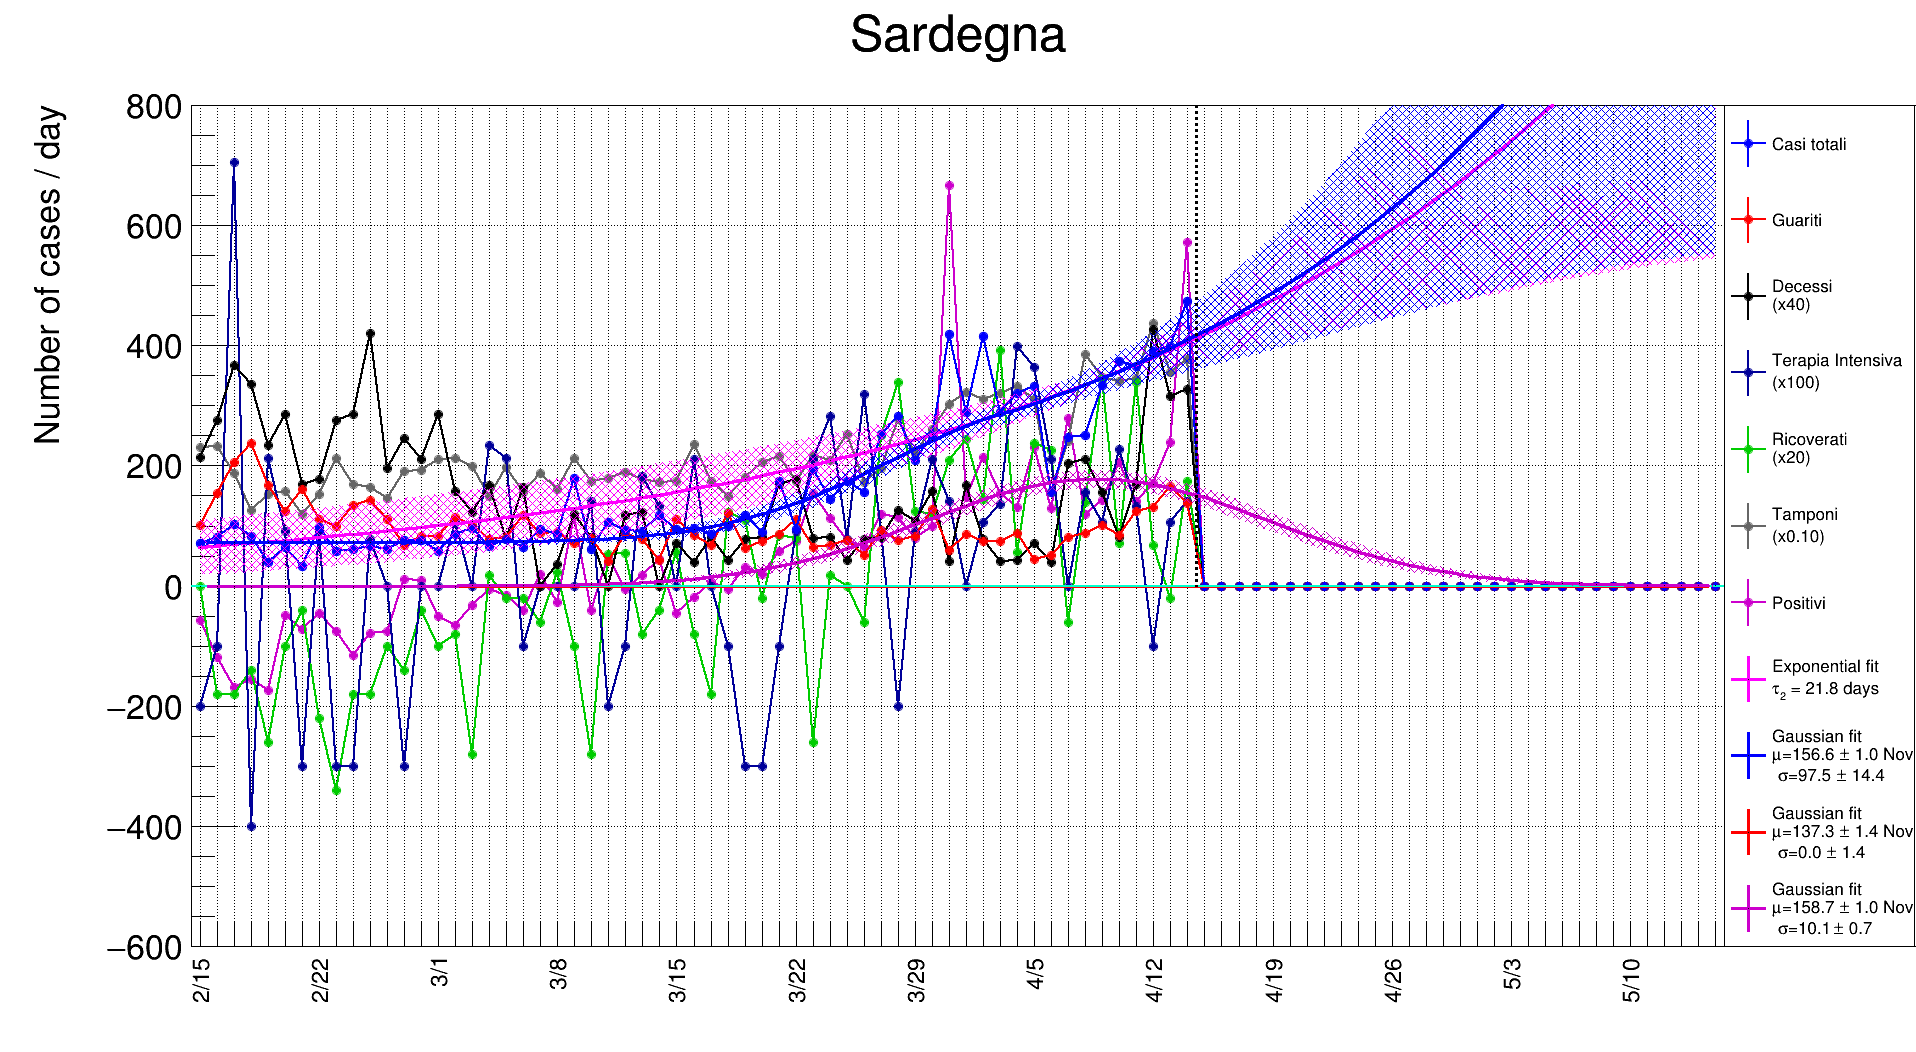 Sardegna
Number of cases / day
800
600
400
200
0
−200
−400
−600
2/15
2/22
3/1
3/8
3/15
3/22
3/29
4/5
4/12
4/19
4/26
5/3
5/10
Casi totali
Guariti
Decessi
(x40)
Terapia Intensiva
(x100)
Ricoverati
(x20)
Tamponi
(x0.10)
Positivi
Exponential fit
τ2 = 21.8 days
Gaussian fit
μ=156.6 ± 1.0 Nov
σ=97.5 ± 14.4
Gaussian fit
μ=137.3 ± 1.4 Nov
σ=0.0 ± 1.4
Gaussian fit
μ=158.7 ± 1.0 Nov
σ=10.1 ± 0.7